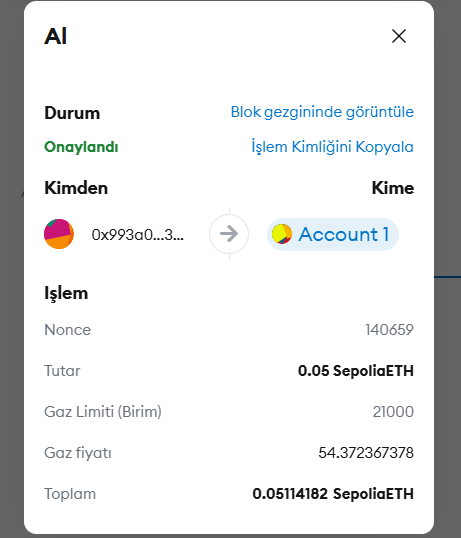 Al
Durum Blok gezgininde görüntüle
Onaylandı İşlem Kimliğini Kopyala
Kimden Kime
0x993a0...3... Account 1
Işlem
Nonce 140659
Tutar 0.05 SepoliaETH
Gaz Limiti (Birim) 21000
Gaz fiyatı 54.372367378
Toplam 0.05114182 SepoliaETH